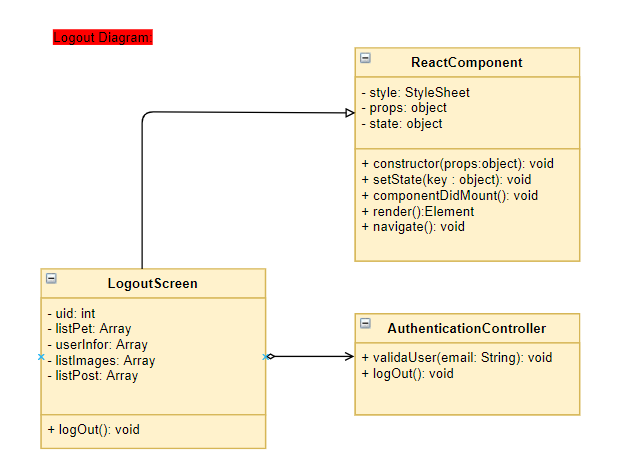 Logout Diagram
ReactComponent
- style: StyleSheet
- props: object
- state: object
+ constructor(props:object): void
+ setState(key : object): void
+ componentDidMount(): void
+ render():Element
+ navigate(): void
LogoutScreen
- uid: int
- listPet: Array
- userInfor: Array
- listImages: Array
- listPost: Array
+ logOut(): void
AuthenticationController
+ validaUser(email: String): void
+ logOut(): void